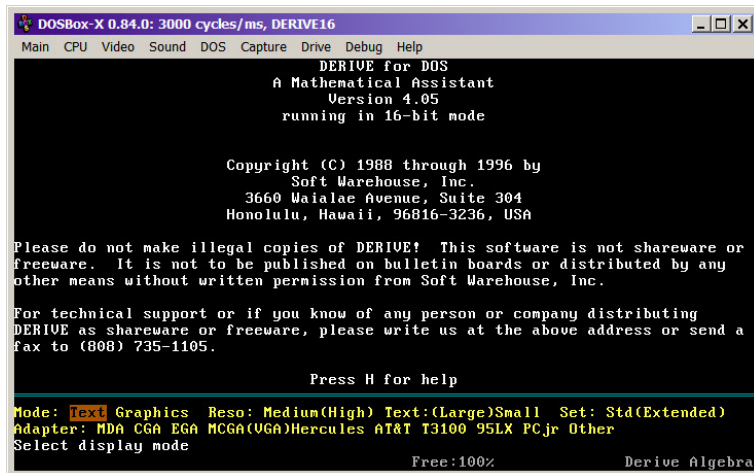 DOSBox-X 0.84.0: 3000 cycles/ms, DERIVE16
Main CPU Video Sound DOS Capture Drive Debug Help
DERIVE for DOS
A Mathematical Assistant
Version 4.05
running in 16-bit mode
Copyright (C) 1988 through 1996 by
Soft Warehouse, Inc.
3660 Waialae Avenue, Suite 304
Honolulu, Hawaii, 96816-3236, USA
Please do not make illegal copies of DERIVE! This software is not shareware or
freeware. It is not to be published on bulletin boards or distributed by any
other means without written permission from Soft Warehouse, Inc.
For technical support or if you know of any person or company distributing
DERIVE as shareware or freeware, please write us at the above address or send a
fax to (808) 735-1105.
Press H for help
Mode: Text Graphics Reso: Medium(High) Text:(Large)Small Set: Std(Extended)
Adapter: MDA CGA EGA MCGA(VGA)Hercules AT&T T3100 95LX PCjr Other
Select display mode
Free:100% Derive Algebra